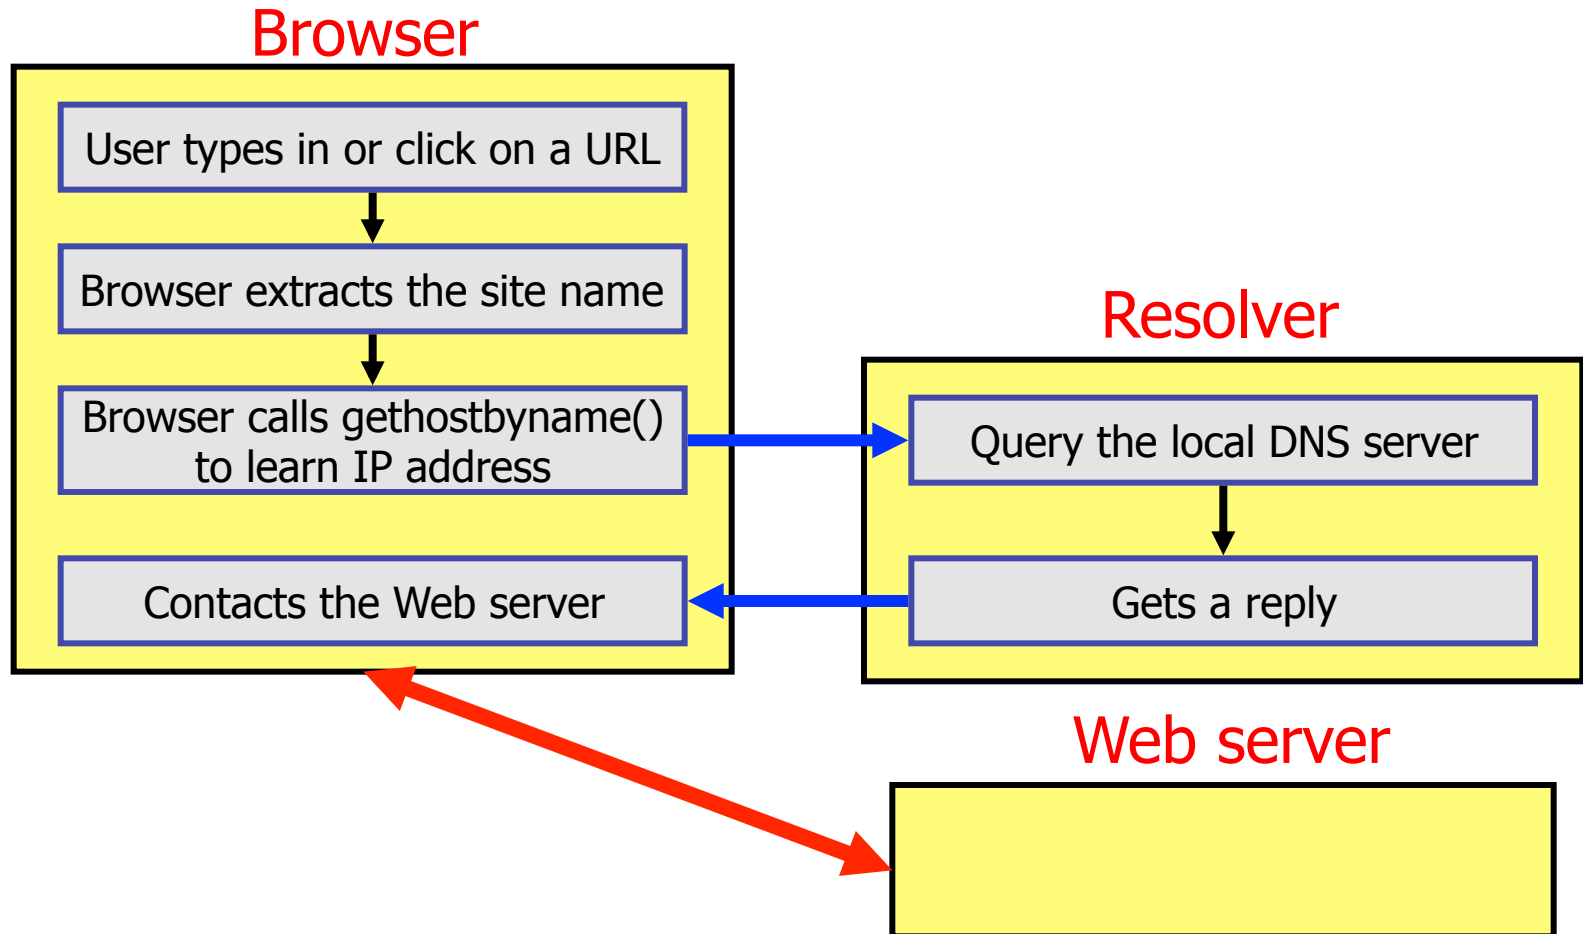 Browser
User types in or click on a URL
Browser extracts the site name
Browser calls gethostbyname()
to learn IP address
Contacts the Web server
Resolver
Query the local DNS server
Gets a reply
Web server